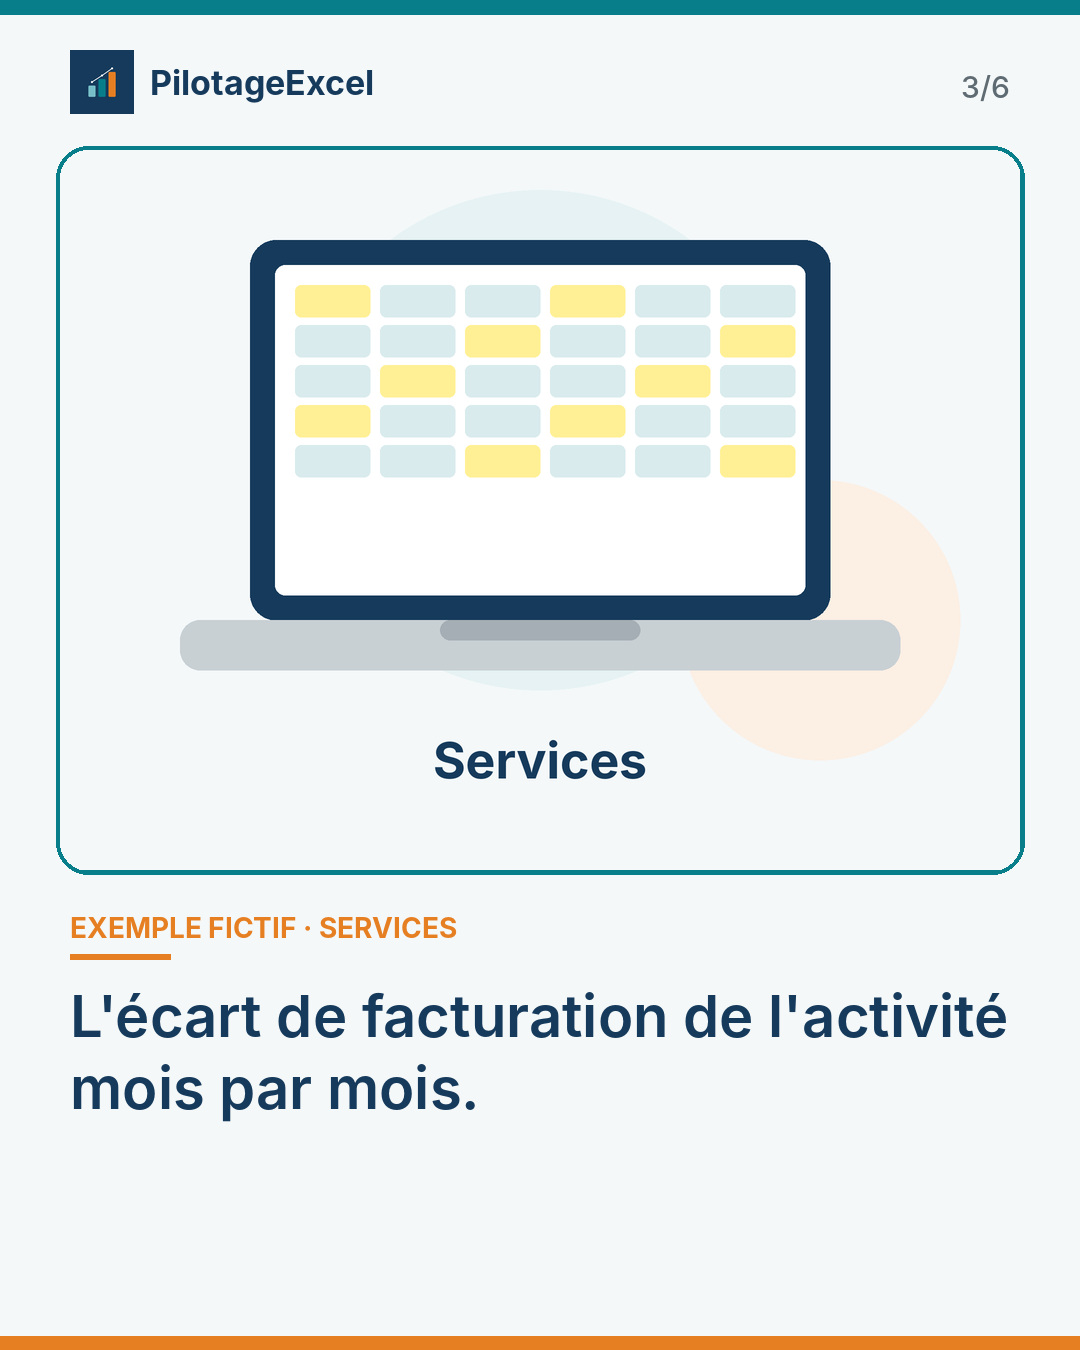 PilotageExcel
3/6
Services
EXEMPLE FICTIF · SERVICES
L'écart de facturation de l'activité
mois par mois.